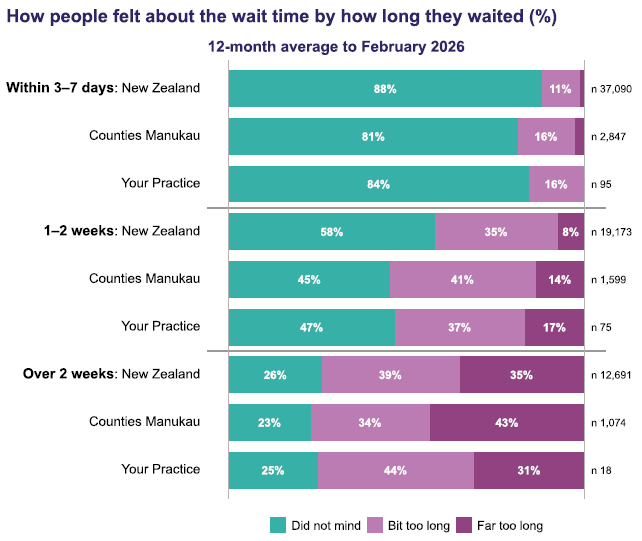 How people felt about the wait time by how long they waited (%)
12-month average to February 2026
Within 3–7 days: New Zealand 88% 11% n 37,090
Counties Manukau 81% 16% n 2,847
Your Practice 84% 16% n 95
1–2 weeks: New Zealand 58% 35% 8% n 19,173
Counties Manukau 45% 41% 14% n 1,599
Your Practice 47% 37% 17% n 75
Over 2 weeks: New Zealand 26% 39% 35% n 12,691
Counties Manukau 23% 34% 43% n 1,074
Your Practice 25% 44% 31% n 18
Did not mind Bit too long Far too long